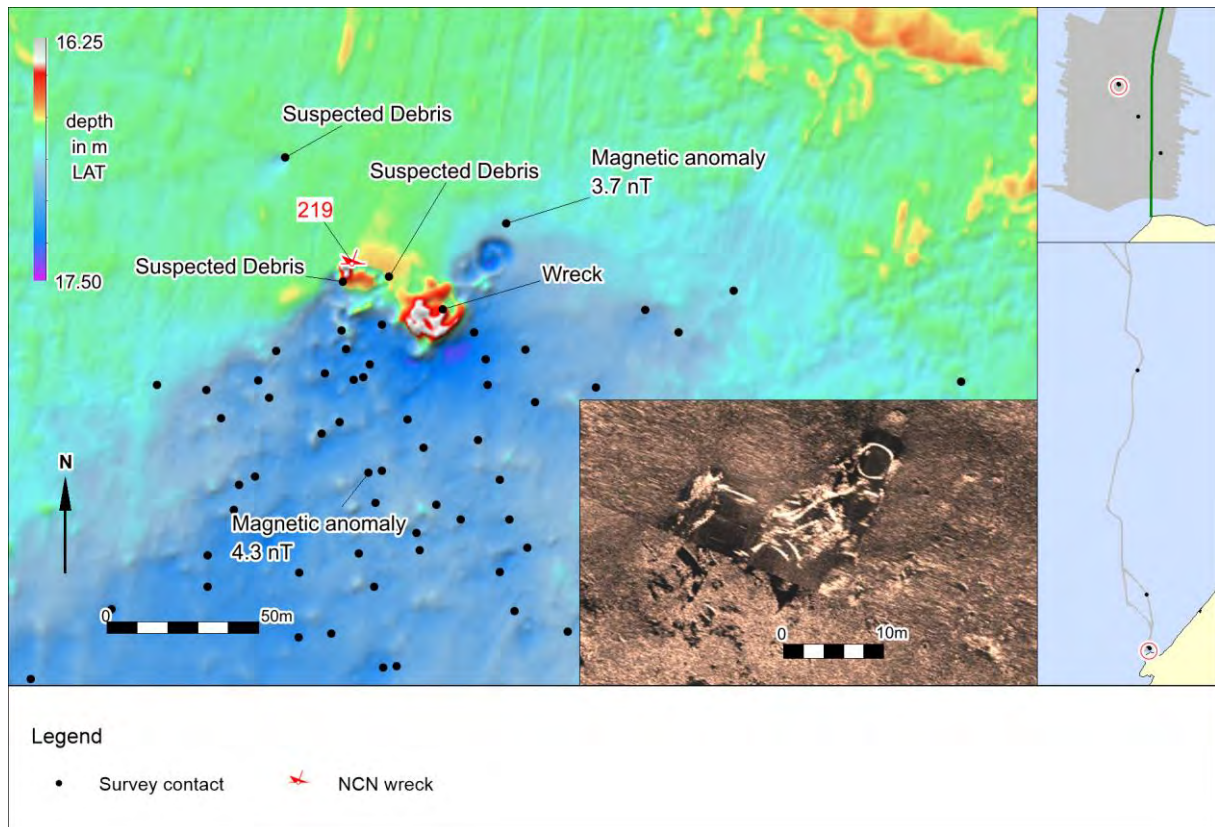 16.25
depth
in m
LAT
17.50
Suspected Debris
Suspected Debris
Magnetic anomaly
3.7 nT
219
Suspected Debris
Wreck
N
Magnetic anomaly
4.3 nT
0
50m
0
10m
Legend
Survey contact
NCN wreck